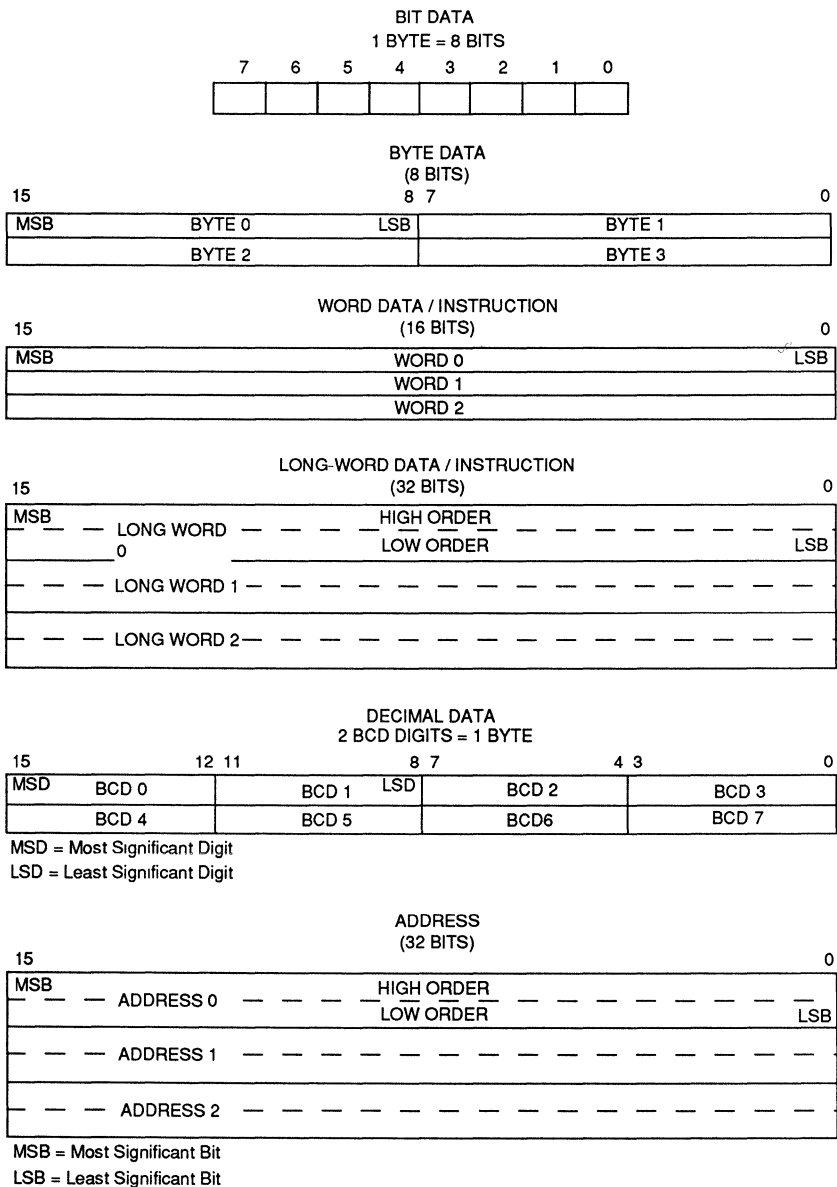 BIT DATA
1 BYTE = 8 BITS
7 6 5 4 3 2 1 0
BYTE DATA
(8 BITS)
15 8 7 0
MSB BYTE 0 LSB BYTE 1
BYTE 2 BYTE 3
WORD DATA / INSTRUCTION
(16 BITS)
15 0
MSB WORD 0 LSB
WORD 1
WORD 2
LONG-WORD DATA / INSTRUCTION
(32 BITS)
15 0
MSB HIGH ORDER
LONG WORD
0 LOW ORDER LSB
LONG WORD 1
LONG WORD 2
DECIMAL DATA
2 BCD DIGITS = 1 BYTE
15 12 11 8 7 4 3 0
MSD BCD 0 BCD 1 LSD BCD 2 BCD 3
BCD 4 BCD 5 BCD6 BCD 7
MSD = Most Significant Digit
LSD = Least Significant Digit
ADDRESS
(32 BITS)
15 0
MSB HIGH ORDER
ADDRESS 0
LOW ORDER LSB
ADDRESS 1
ADDRESS 2
MSB = Most Significant Bit
LSB = Least Significant Bit